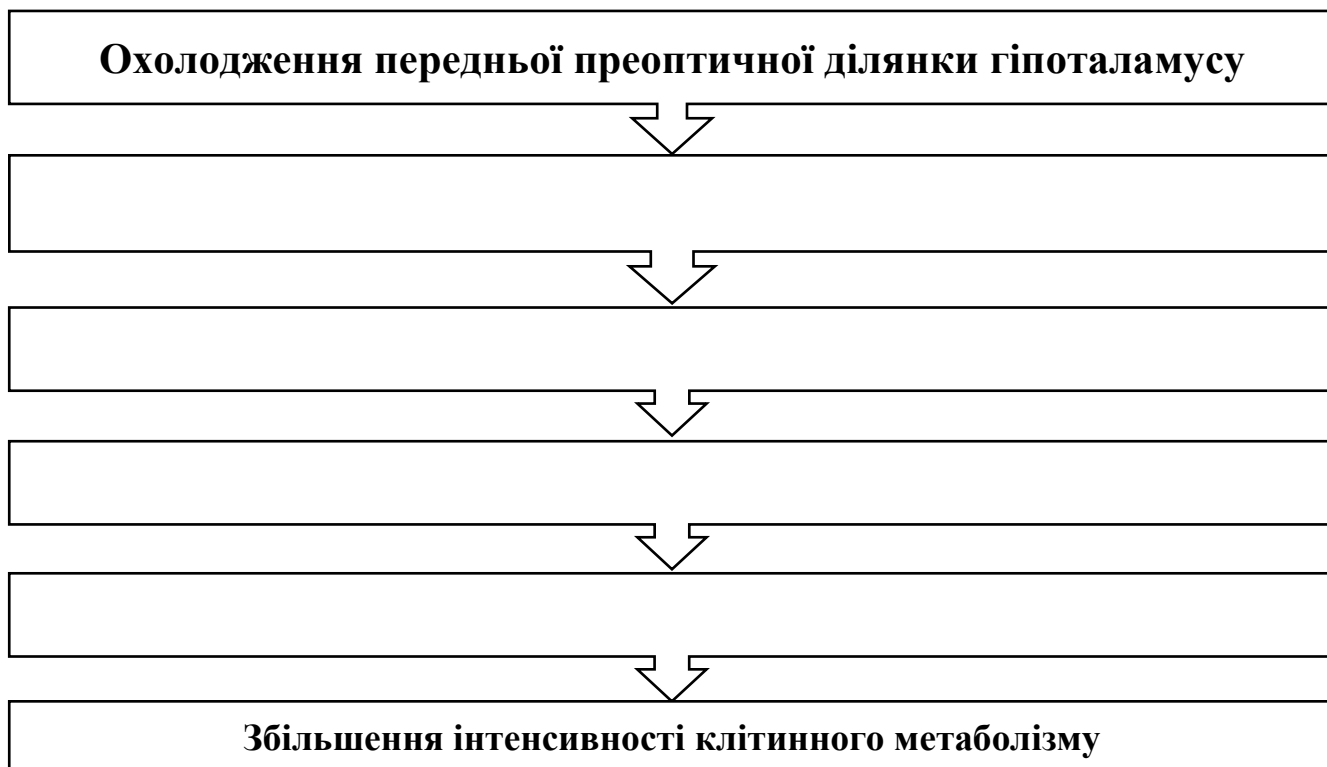 Охолодження передньої преоптичної ділянки гіпоталамусу
Збільшення інтенсивності клітинного метаболізму